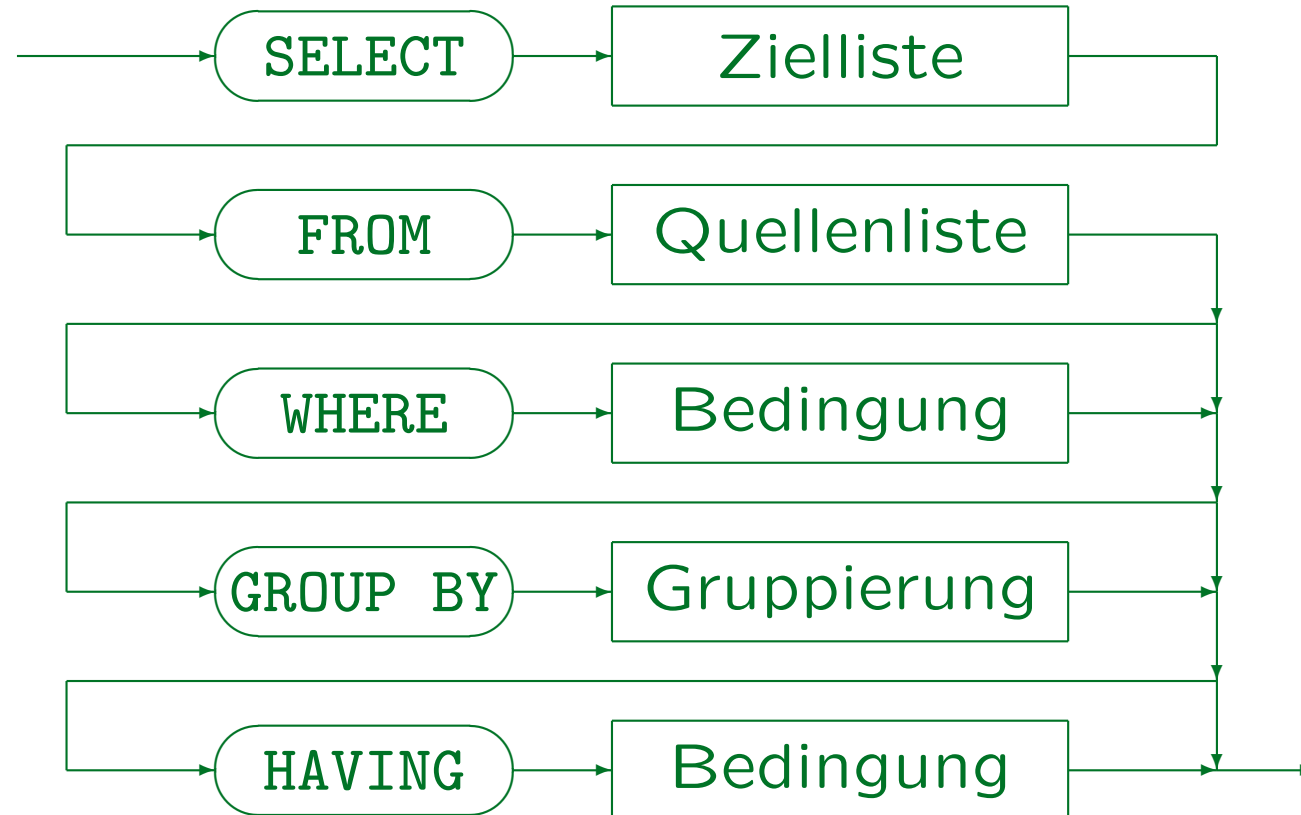 SELECT Zielliste
FROM Quellenliste
WHERE Bedingung
GROUP BY Gruppierung
HAVING Bedingung